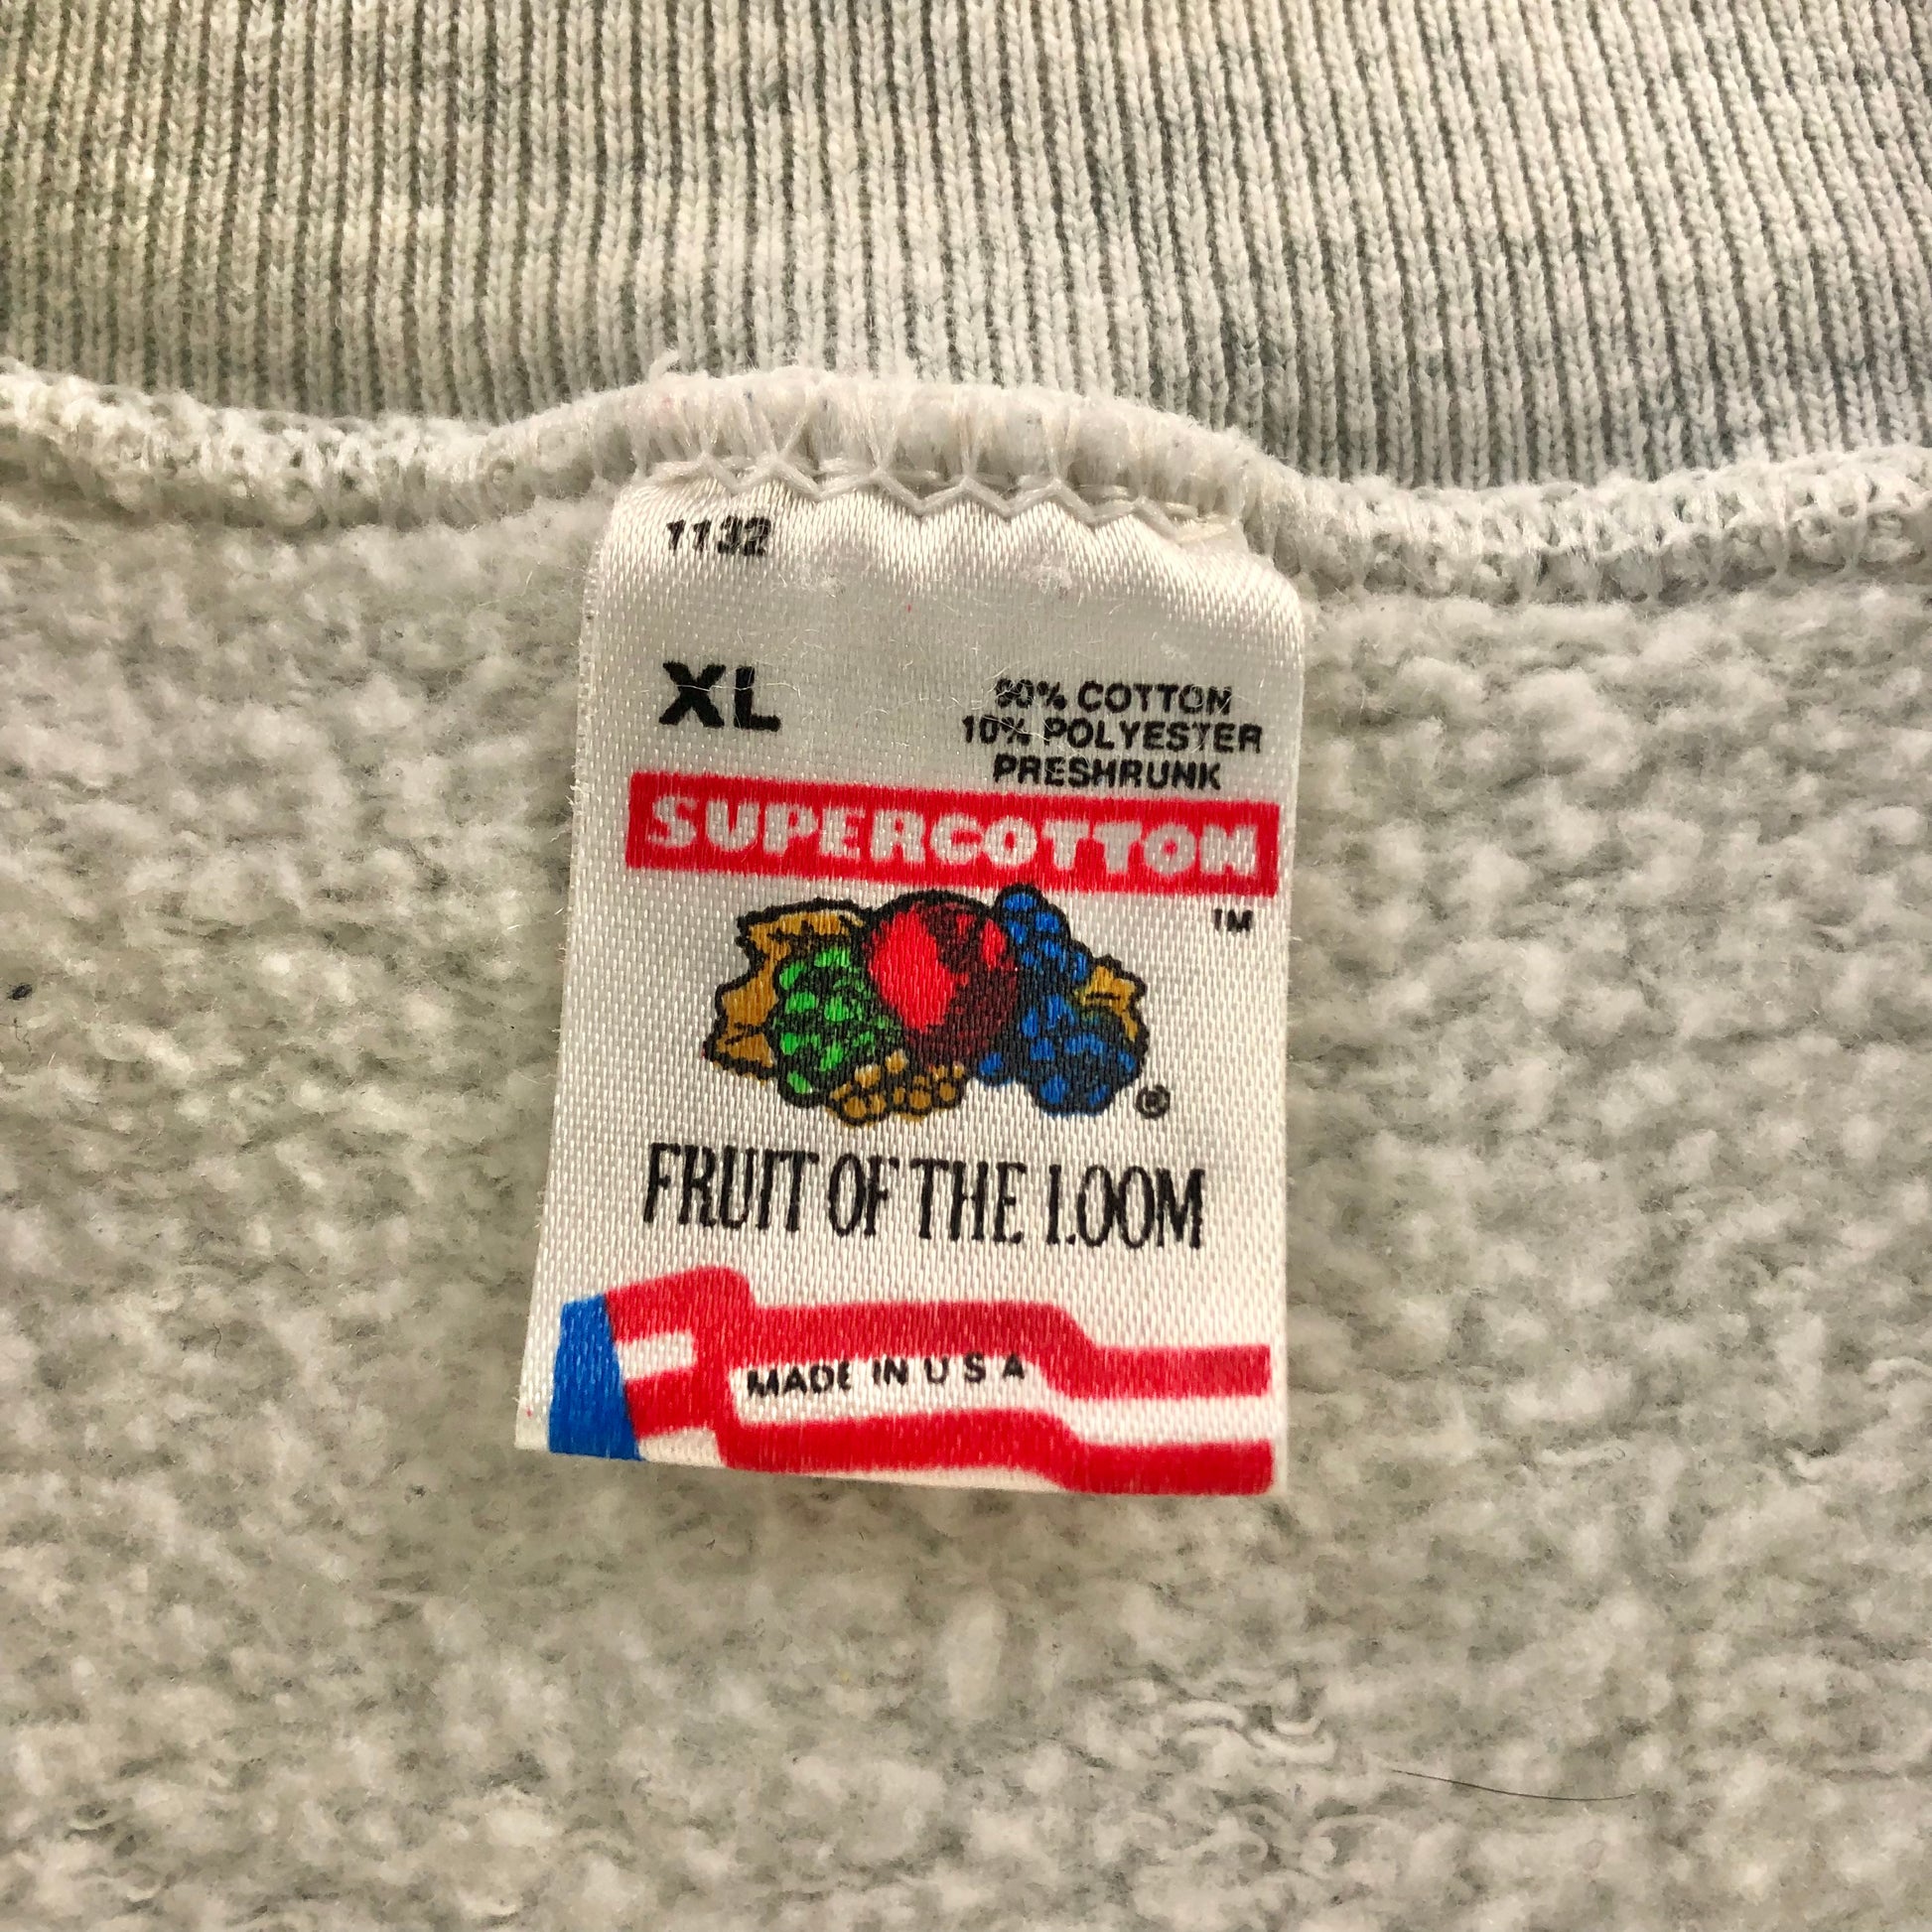 1132
XL
90% COTTON
10% POLYESTER
PRESHRUNK
SUPERCOTTON
TM
®
FRUIT OF THE LOOM
MADE IN U S A